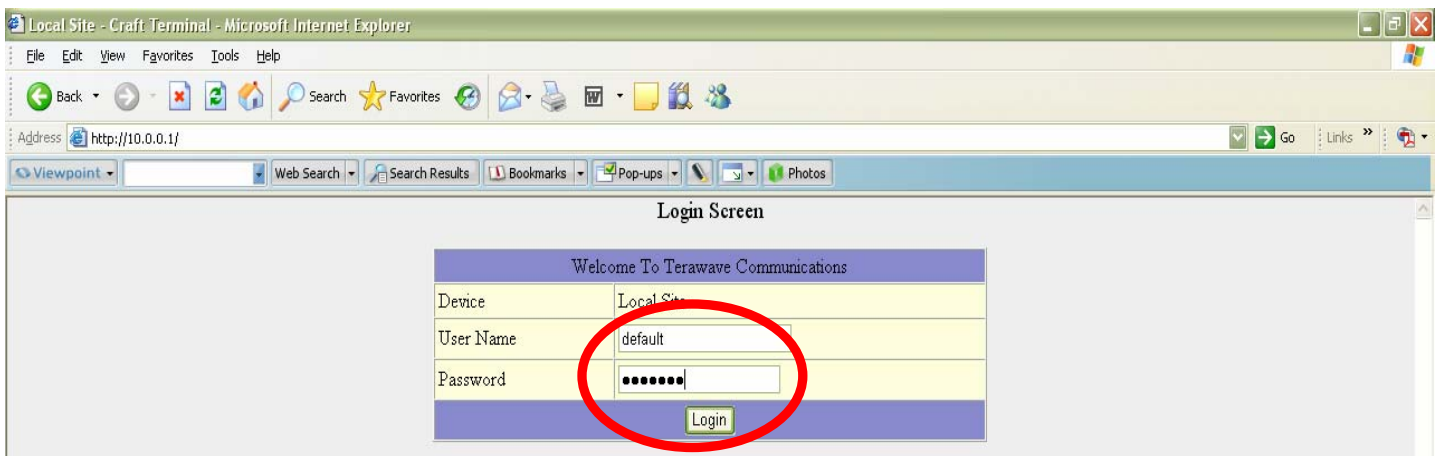 Local Site - Craft Terminal - Microsoft Internet Explorer
File Edit View Favorites Tools Help
Back Search Favorites W
Address http://10.0.0.1/ Go Links »
Viewpoint Web Search Search Results Bookmarks Pop-ups Photos
Login Screen
Welcome To Terawave Communications
Device Local Site
User Name default
Password •••••••
Login